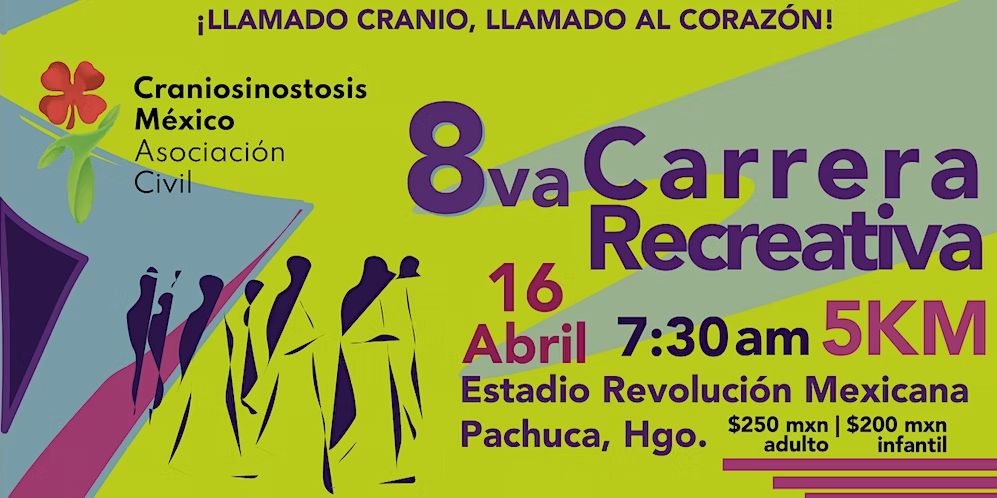 ¡LLAMADO CRANIO, LLAMADO AL CORAZÓN!
Craniosinostosis
México
Asociación
Civil
8va Carrera
Recreativa
16
Abril
7:30 am 5KM
Estadio Revolución Mexicana
Pachuca, Hgo.
$250 mxn | $200 mxn
adulto infantil